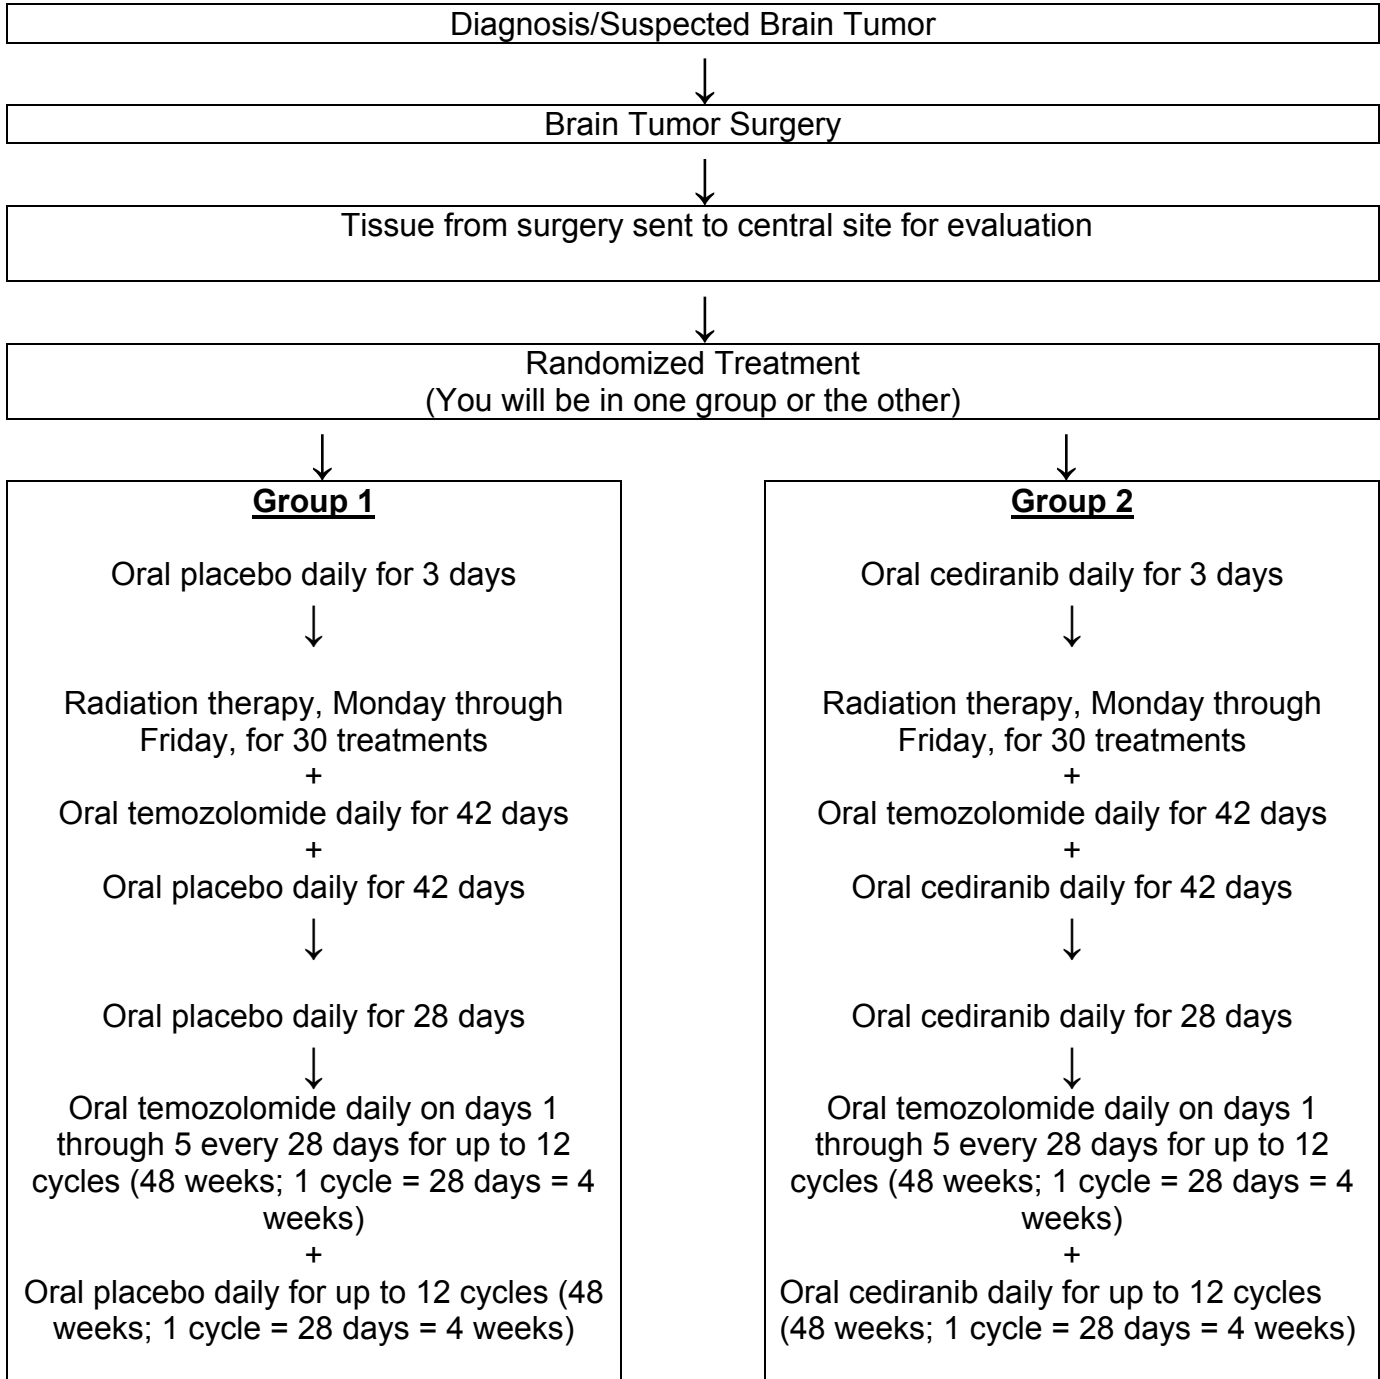 Diagnosis/Suspected Brain Tumor
↓
Brain Tumor Surgery
↓
Tissue from surgery sent to central site for evaluation
↓
Randomized Treatment
(You will be in one group or the other)
↓
↓
Group 1
Oral placebo daily for 3 days
↓
Radiation therapy, Monday through
Friday, for 30 treatments
+
Oral temozolomide daily for 42 days
+
Oral placebo daily for 42 days
↓
Oral placebo daily for 28 days
↓
Oral temozolomide daily on days 1
through 5 every 28 days for up to 12
cycles (48 weeks; 1 cycle = 28 days = 4
weeks)
+
Oral placebo daily for up to 12 cycles (48
weeks; 1 cycle = 28 days = 4 weeks)
Group 2
Oral cediranib daily for 3 days
↓
Radiation therapy, Monday through
Friday, for 30 treatments
+
Oral temozolomide daily for 42 days
+
Oral cediranib daily for 42 days
↓
Oral cediranib daily for 28 days
↓
Oral temozolomide daily on days 1
through 5 every 28 days for up to 12
cycles (48 weeks; 1 cycle = 28 days = 4
weeks)
+
Oral cediranib daily for up to 12 cycles
(48 weeks; 1 cycle = 28 days = 4 weeks)